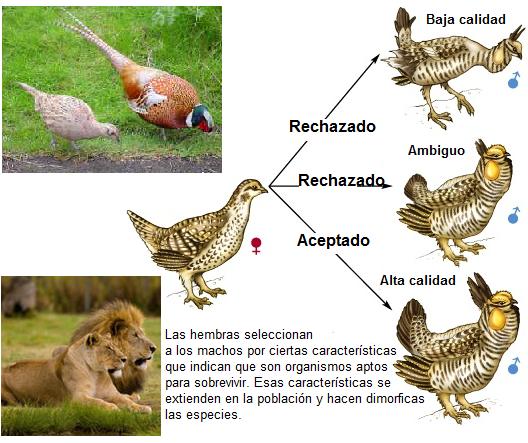 Baja calidad
Rechazado
Ambiguo
Rechazado
Aceptado
Alta calidad
Las hembras seleccionan
a los machos por ciertas características
que indican que son organismos aptos
para sobrevivir. Esas características se
extienden en la población y hacen dimorficas
las especies.